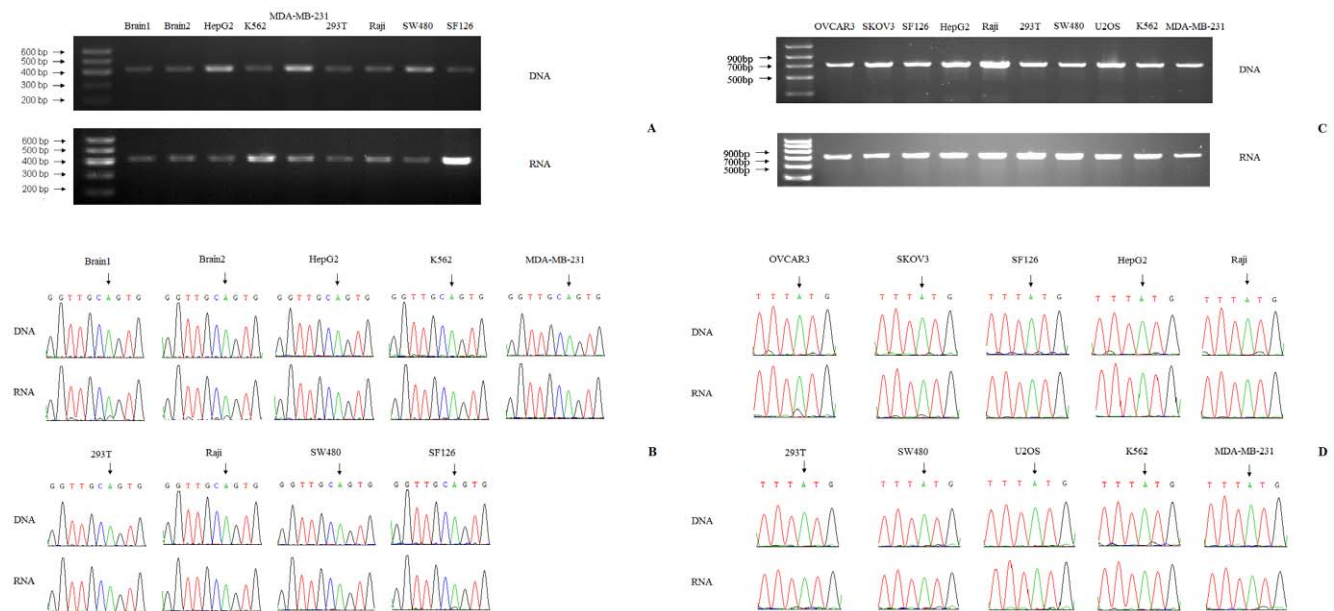 MDA-MB-231
Brain1 Brain2 HepG2 K562 293T Raji SW480 SF126
600 bp
500 bp
400 bp
300 bp
200 bp
DNA
600 bp
500 bp
400 bp
300 bp
200 bp
RNA
A
OVCAR3 SKOV3 SF126 HepG2 Raji 293T SW480 U2OS K562 MDA-MB-231
900bp
700bp
500bp
DNA
900bp
700bp
500bp
RNA
C
Brain1 Brain2 HepG2 K562 MDA-MB-231
G G T T G C A G T G G G T T G C A G T G G G T T G C A G T G G G T T G C A G T G G G T T G C A G T G
DNA
RNA
293T Raji SW480 SF126
G G T T G C A G T G G G T T G C A G T G G G T T G C A G T G G G T T G C A G T G
DNA
RNA
B
OVCAR3 SKOV3 SF126 HepG2 Raji
T T T A T G T T T A T G T T T A T G T T T A T G T T T A T G
DNA
RNA
293T SW480 U2OS K562 MDA-MB-231
T T T A T G T T T A T G T T T A T G T T T A T G T T T A T G
DNA
RNA
D